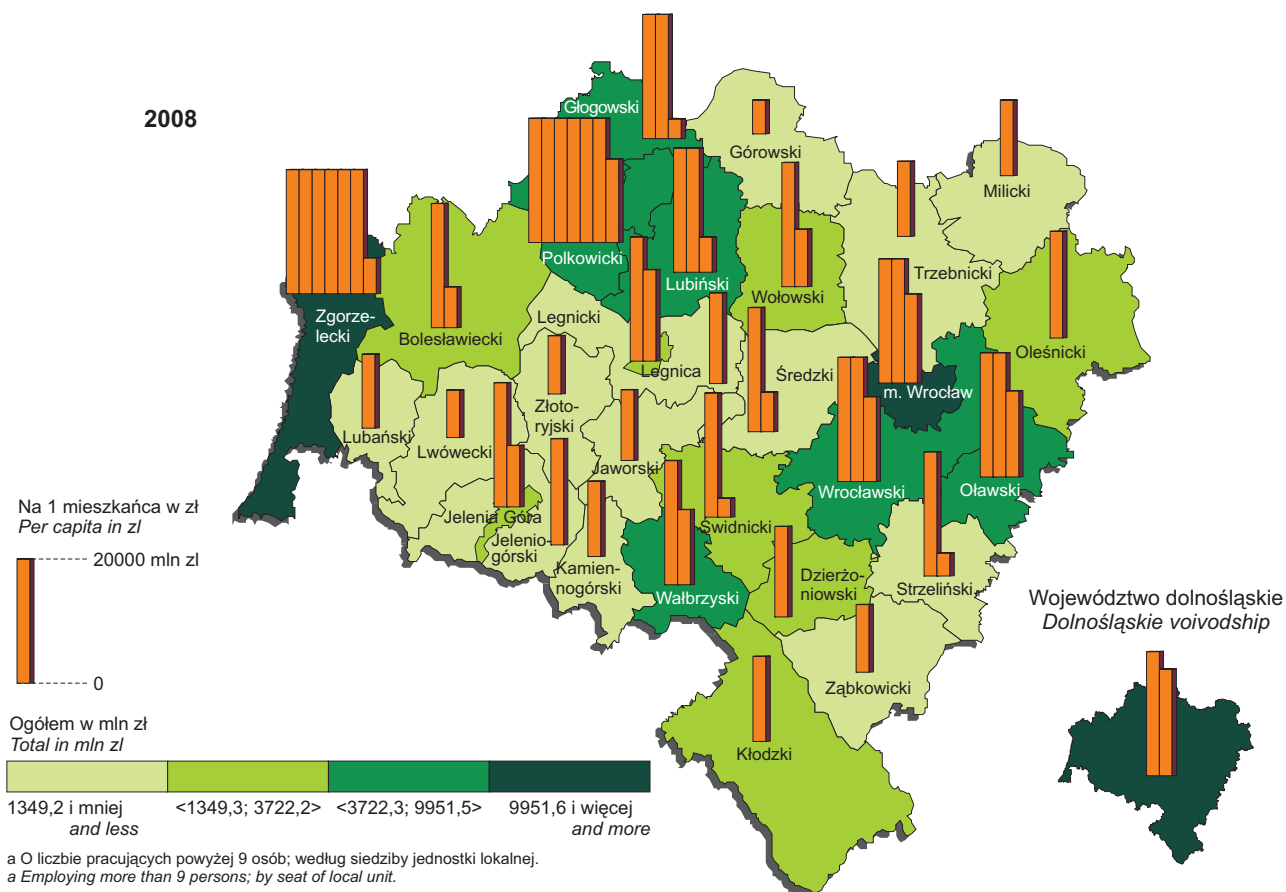 2008
Głogowski
Górowski
Milicki
Polkowicki
Lubiński
Wołowski
Trzebnicki
Zgorze-
lecki
Bolesławiecki
Legnicki
Legnica
Średzki
m. Wrocław
Oleśnicki
Lubański
Lwówecki
Złoto-
ryjski
Jaworski
Wrocławski
Oławski
Jelenia Góra
Jelenio-
górski
Kamien-
nogórski
Świdnicki
Wałbrzyski
Dzierżo-
niowski
Strzeliński
Ząbkowicki
Kłodzki
Na 1 mieszkańca w zł
Per capita in zl
20000 mln zl
0
Województwo dolnośląskie
Dolnośląskie voivodship
Ogółem w mln zł
Total in mln zl
1349,2 i mniej
and less
<1349,3; 3722,2>
<3722,3; 9951,5>
9951,6 i więcej
and more
a O liczbie pracujących powyżej 9 osób; według siedziby jednostki lokalnej.
a Employing more than 9 persons; by seat of local unit.